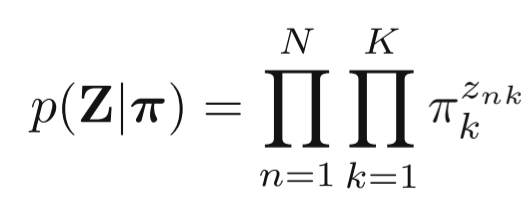 p(𝐙|𝛑) = ∏_{n=1}^{N} ∏_{k=1}^{K} π_k^{z_{nk}}